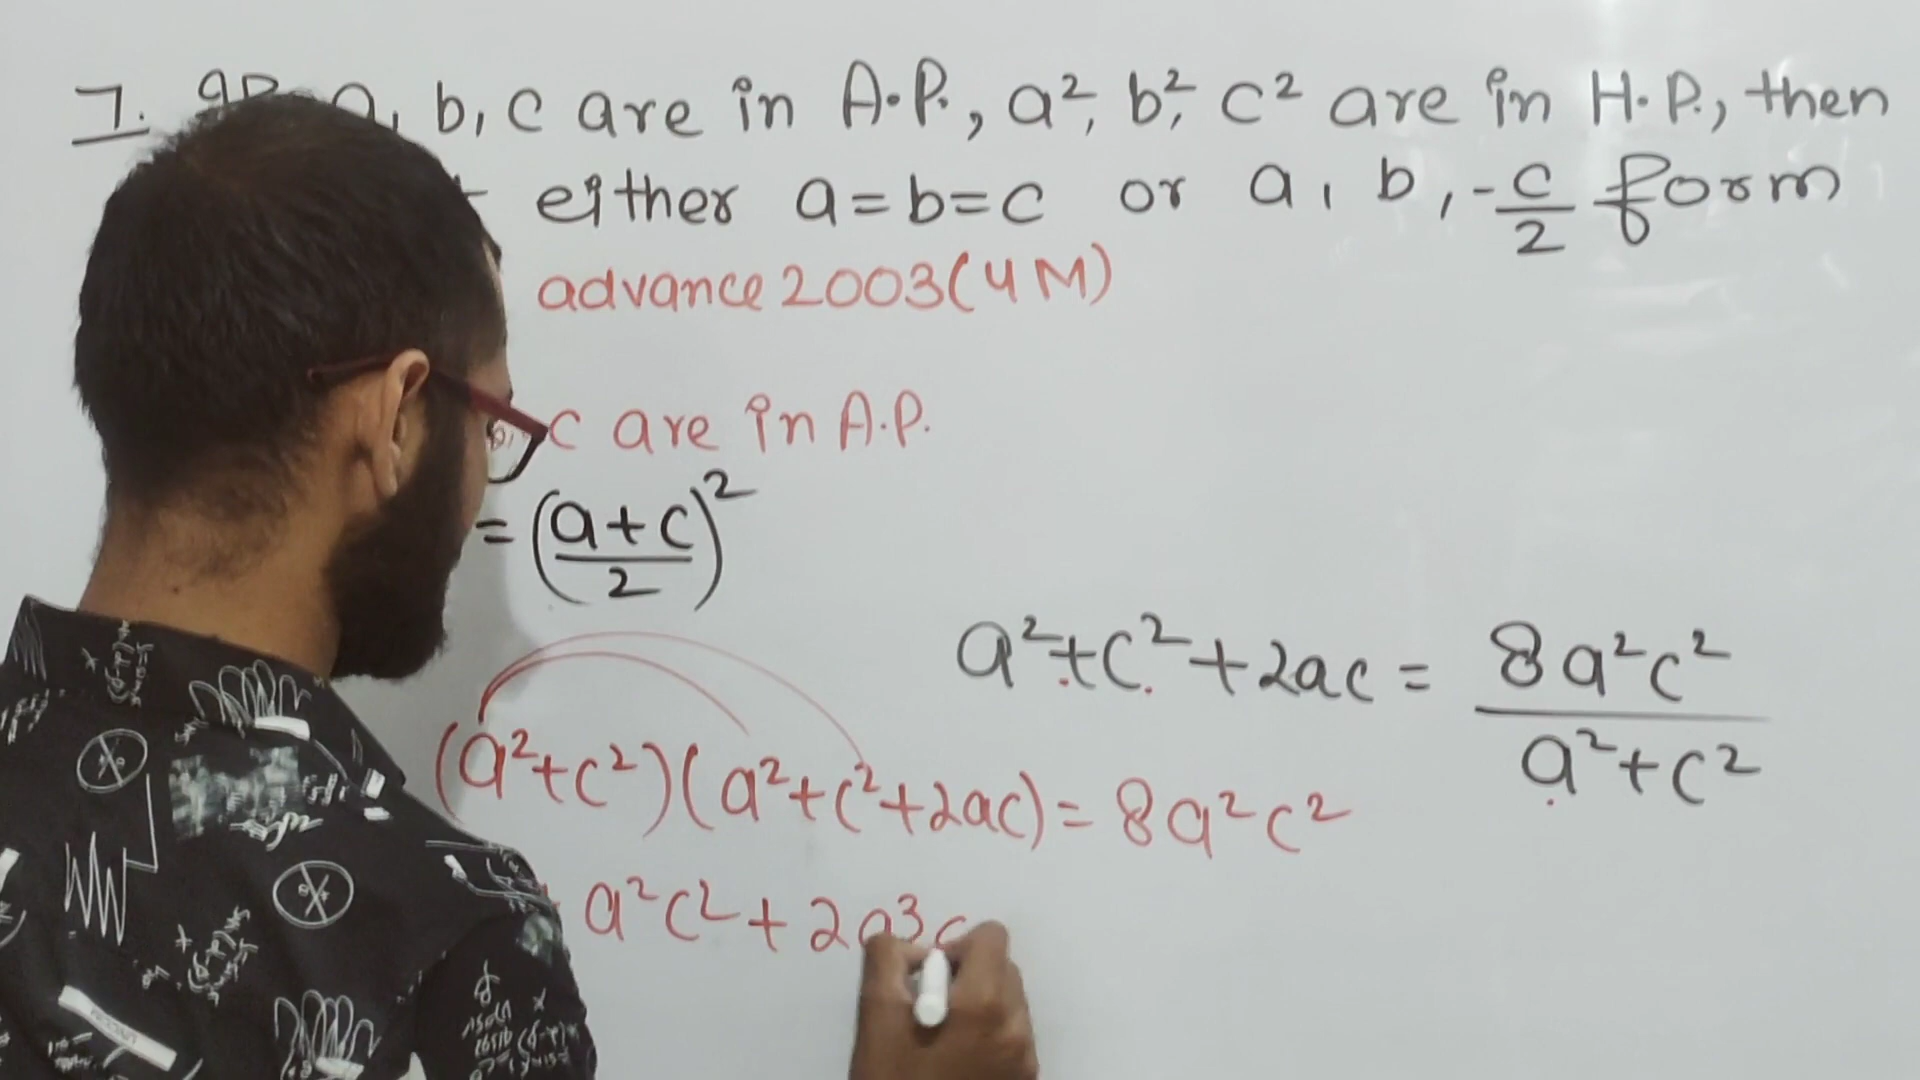 7. a, b, c are in A.P., a², b², c² are in H.P., then
either a=b=c or a, b, -c/2 form
advance 2003 (4M)
c are in A.P.
= ((a+c)/2)²
a²+c²+2ac = 8a²c²/(a²+c²)
(a²+c²)(a²+c²+2ac) = 8a²c²
a²c² + 2a³c